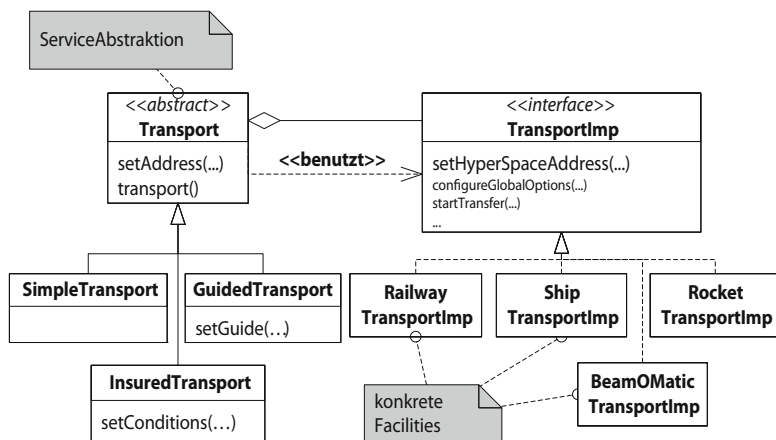 ServiceAbstraktion
<<abstract>>
Transport
setAddress(...)
transport()
<<benutzt>>
<<interface>>
TransportImp
setHyperSpaceAddress(...)
configureGlobalOptions(...)
startTransfer(...)
...
SimpleTransport
GuidedTransport
setGuide(...)
InsuredTransport
setConditions(...)
Railway
TransportImp
Ship
TransportImp
Rocket
TransportImp
BeamOMatic
TransportImp
konkrete
Facilities